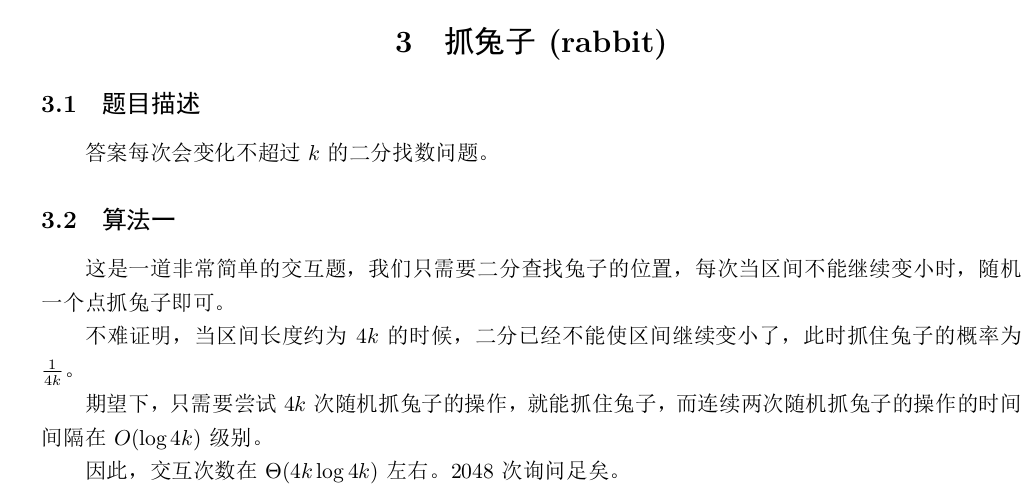 3 抓兔子 (rabbit)
3.1 题目描述
答案每次会变化不超过 k 的二分找数问题。
3.2 算法一
这是一道非常简单的交互题，我们只需要二分查找兔子的位置，每次当区间不能继续变小时，随机
一个点抓兔子即可。
不难证明，当区间长度约为 4k 的时候，二分已经不能使区间继续变小了，此时抓住兔子的概率为
1/4k。
期望下，只需要尝试 4k 次随机抓兔子的操作，就能抓住兔子，而连续两次随机抓兔子的操作的时间
间隔在 O(log 4k) 级别。
因此，交互次数在 Θ(4k log 4k) 左右。2048 次询问足矣。